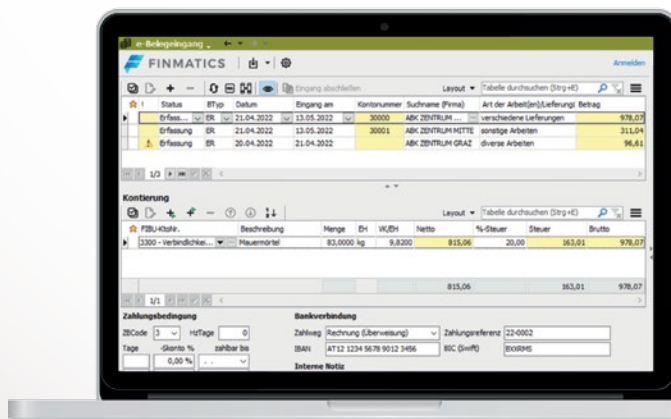 e-Belegeingang
FINMATICS
Anmelden
Eingang abschließen Layout Tabelle durchsuchen (Strg+E)
! Status BTyp Datum Eingang am Kontonummer Suchname (Firma) Art der Arbeit[en]/Lieferung( Betrag
Erfass... ER 21.04.2022 13.05.2022 30000 ABK ZENTRUM ... verschiedene Lieferungen 978,07
Erfassung ER 21.04.2022 13.05.2022 30001 ABK ZENTRUM MITTE sonstige Arbeiten 311,04
Erfassung ER 20.04.2022 21.04.2022 ABK ZENTRUM GRAZ diverse Arbeiten 96,61
1/3
Kontierung
Layout Tabelle durchsuchen (Strg+E)
FIBU-KtoNr. Beschreibung Menge EH VK/EH Netto %-Steuer Steuer Brutto
3300 - Verbindlichkei... Mauermörtel 83,0000 kg 9,8200 815,06 20,00 163,01 978,07
815,06 163,01 978,07
1/1
Zahlungsbedingung Bankverbindung
ZBCode 3 HzTage 0 Zahlweg Rechnung (Überweisung) Zahlungsreferenz 22-0002
Tage -Skonto % zahlbar bis IBAN AT12 1234 5678 9012 3456 BIC (Swift) BXXRMS
0,00 % . . Interne Notiz